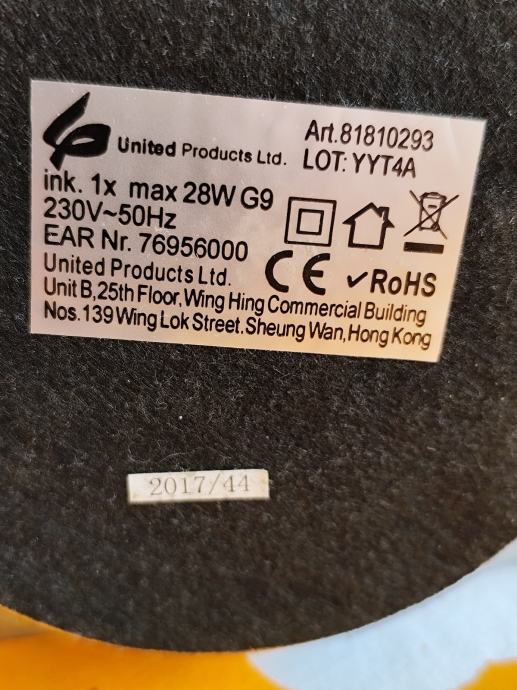 United Products Ltd.
Art.81810293
LOT: YYT4A
ink. 1x max 28W G9
230V~50Hz
EAR Nr. 76956000
United Products Ltd.
CE ✓RoHS
Unit B,25th Floor,Wing Hing Commercial Building
Nos.139 Wing Lok Street.Sheung Wan,Hong Kong
2017/44